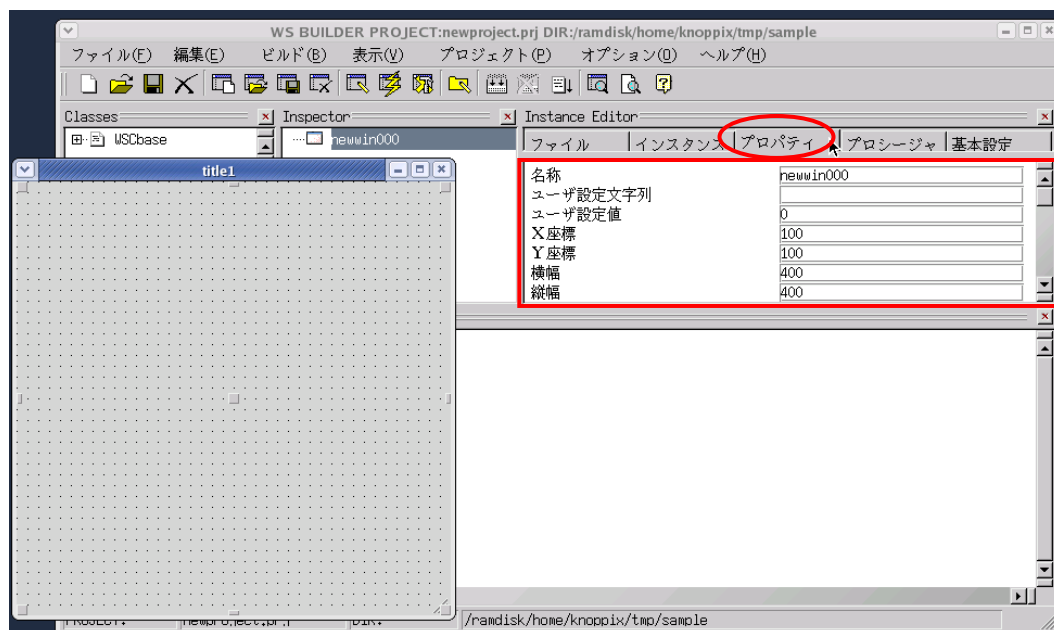 WS BUILDER PROJECT:newproject.prj DIR:/ramdisk/home/knoppix/tmp/sample
ファイル(F) 編集(E) ビルド(B) 表示(V) プロジェクト(P) オプション(O) ヘルプ(H)
Classes Inspector Instance Editor
WSCbase newwin000 ファイル インスタンス プロパティ プロシージャ 基本設定
title1
名称 newwin000
ユーザ設定文字列
ユーザ設定値 0
X座標 100
Y座標 100
横幅 400
縦幅 400
PROJECT: newproject.prj DIR: /ramdisk/home/knoppix/tmp/sample